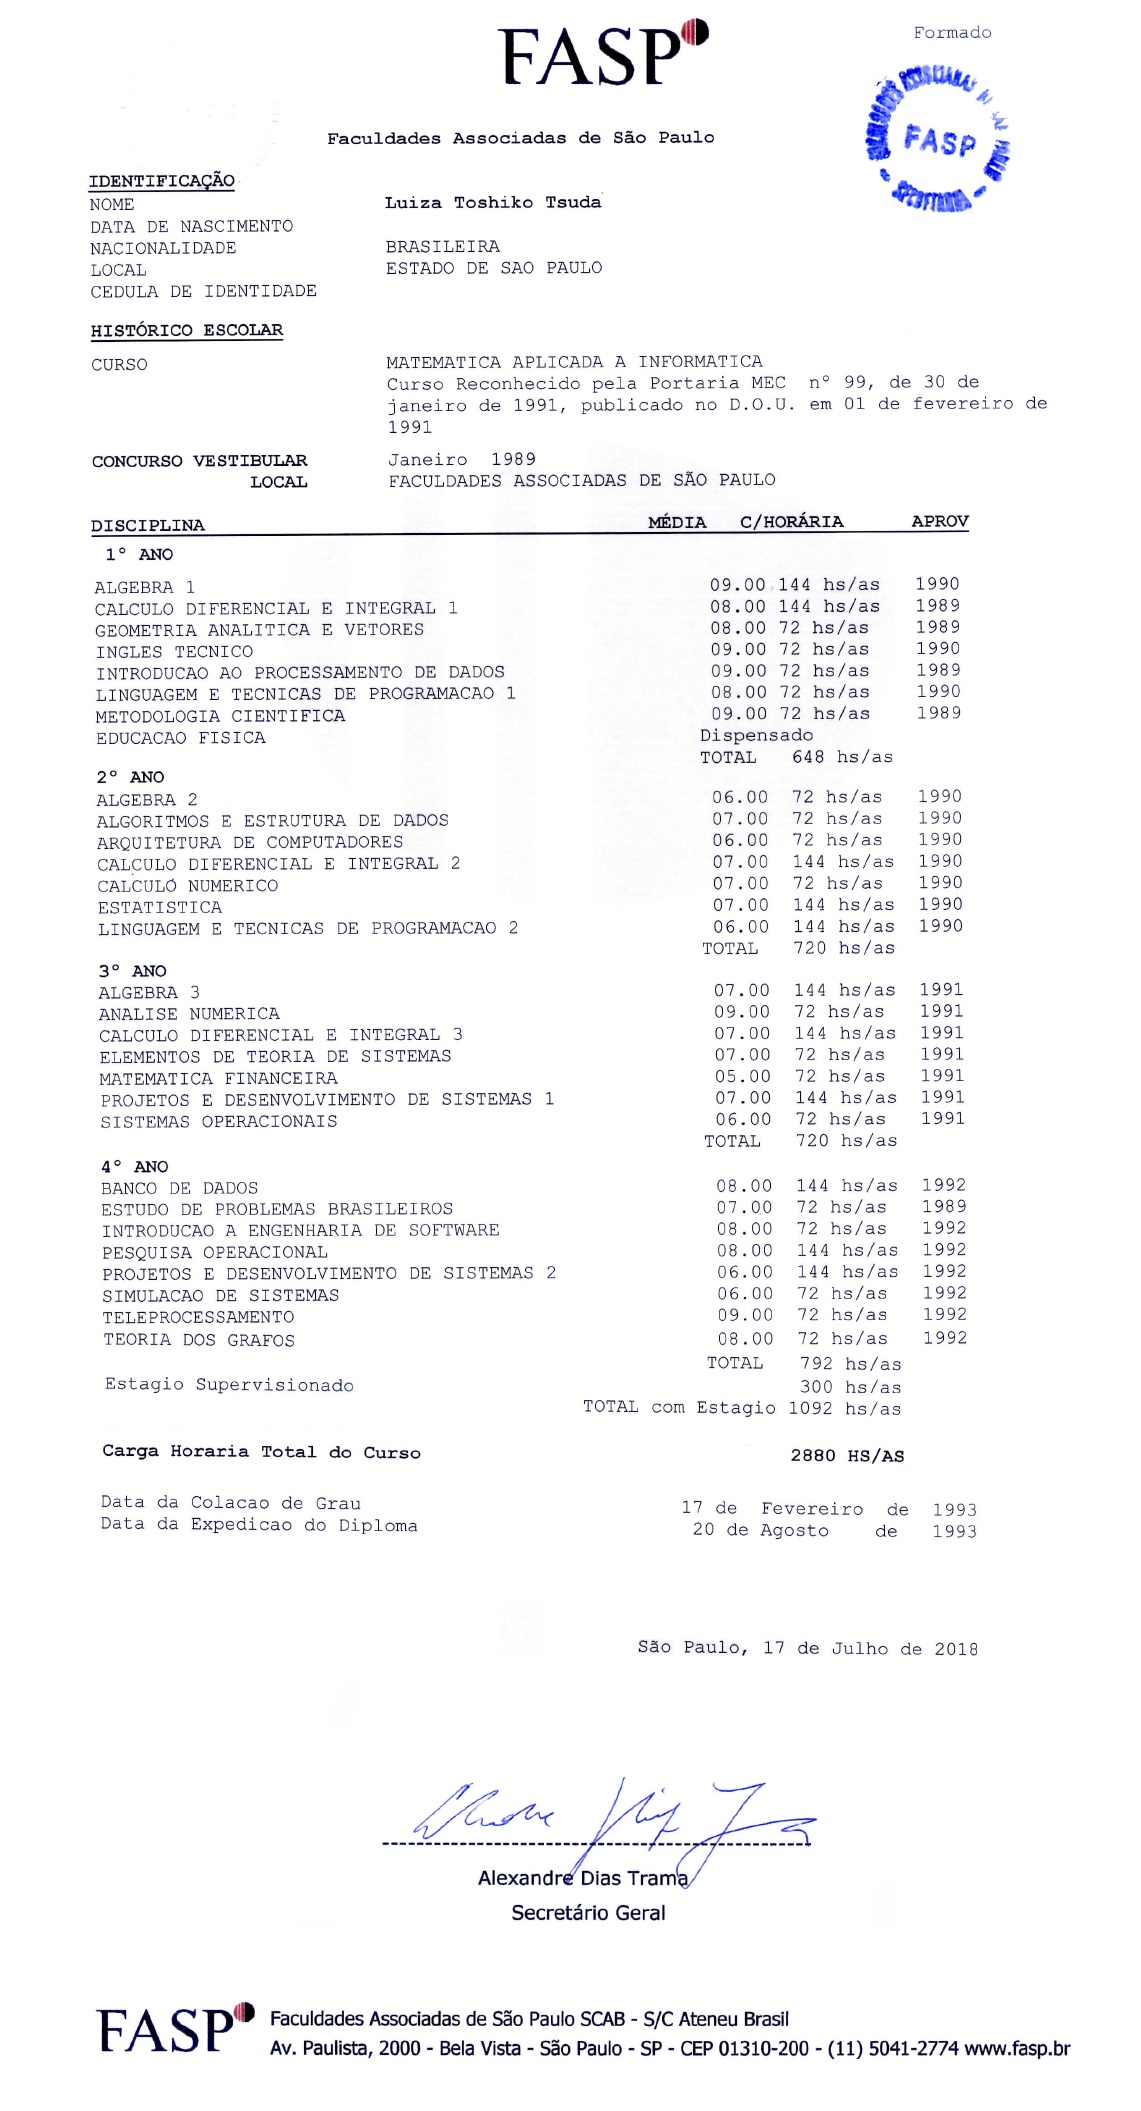 FASP
Formado
FASP
Faculdades Associadas de São Paulo
IDENTIFICAÇÃO
NOME Luiza Toshiko Tsuda
DATA DE NASCIMENTO
NACIONALIDADE BRASILEIRA
LOCAL ESTADO DE SAO PAULO
CEDULA DE IDENTIDADE
HISTÓRICO ESCOLAR
CURSO MATEMATICA APLICADA A INFORMATICA
Curso Reconhecido pela Portaria MEC nº 99, de 30 de
janeiro de 1991, publicado no D.O.U. em 01 de fevereiro de
1991
CONCURSO VESTIBULAR Janeiro 1989
LOCAL FACULDADES ASSOCIADAS DE SÃO PAULO
DISCIPLINA MÉDIA C/HORÁRIA APROV
1º ANO
ALGEBRA 1 09.00 144 hs/as 1990
CALCULO DIFERENCIAL E INTEGRAL 1 08.00 144 hs/as 1989
GEOMETRIA ANALITICA E VETORES 08.00 72 hs/as 1989
INGLES TECNICO 09.00 72 hs/as 1990
INTRODUCAO AO PROCESSAMENTO DE DADOS 09.00 72 hs/as 1989
LINGUAGEM E TECNICAS DE PROGRAMACAO 1 08.00 72 hs/as 1990
METODOLOGIA CIENTIFICA 09.00 72 hs/as 1989
EDUCACAO FISICA Dispensado
TOTAL 648 hs/as
2º ANO
ALGEBRA 2 06.00 72 hs/as 1990
ALGORITMOS E ESTRUTURA DE DADOS 07.00 72 hs/as 1990
ARQUITETURA DE COMPUTADORES 06.00 72 hs/as 1990
CALCULO DIFERENCIAL E INTEGRAL 2 07.00 144 hs/as 1990
CALCULO NUMERICO 07.00 72 hs/as 1990
ESTATISTICA 07.00 144 hs/as 1990
LINGUAGEM E TECNICAS DE PROGRAMACAO 2 06.00 144 hs/as 1990
TOTAL 720 hs/as
3º ANO
ALGEBRA 3 07.00 144 hs/as 1991
ANALISE NUMERICA 09.00 72 hs/as 1991
CALCULO DIFERENCIAL E INTEGRAL 3 07.00 144 hs/as 1991
ELEMENTOS DE TEORIA DE SISTEMAS 07.00 72 hs/as 1991
MATEMATICA FINANCEIRA 05.00 72 hs/as 1991
PROJETOS E DESENVOLVIMENTO DE SISTEMAS 1 07.00 144 hs/as 1991
SISTEMAS OPERACIONAIS 06.00 72 hs/as 1991
TOTAL 720 hs/as
4º ANO
BANCO DE DADOS 08.00 144 hs/as 1992
ESTUDO DE PROBLEMAS BRASILEIROS 07.00 72 hs/as 1989
INTRODUCAO A ENGENHARIA DE SOFTWARE 08.00 72 hs/as 1992
PESQUISA OPERACIONAL 08.00 144 hs/as 1992
PROJETOS E DESENVOLVIMENTO DE SISTEMAS 2 06.00 144 hs/as 1992
SIMULACAO DE SISTEMAS 06.00 72 hs/as 1992
TELEPROCESSAMENTO 09.00 72 hs/as 1992
TEORIA DOS GRAFOS 08.00 72 hs/as 1992
TOTAL 792 hs/as
Estagio Supervisionado 300 hs/as
TOTAL com Estagio 1092 hs/as
Carga Horaria Total do Curso 2880 HS/AS
Data da Colacao de Grau 17 de Fevereiro de 1993
Data da Expedicao do Diploma 20 de Agosto de 1993
São Paulo, 17 de Julho de 2018
Alexandre Dias Trama
Secretário Geral
FASP Faculdades Associadas de São Paulo SCAB - S/C Ateneu Brasil
Av. Paulista, 2000 - Bela Vista - São Paulo - SP - CEP 01310-200 - (11) 5041-2774 www.fasp.br